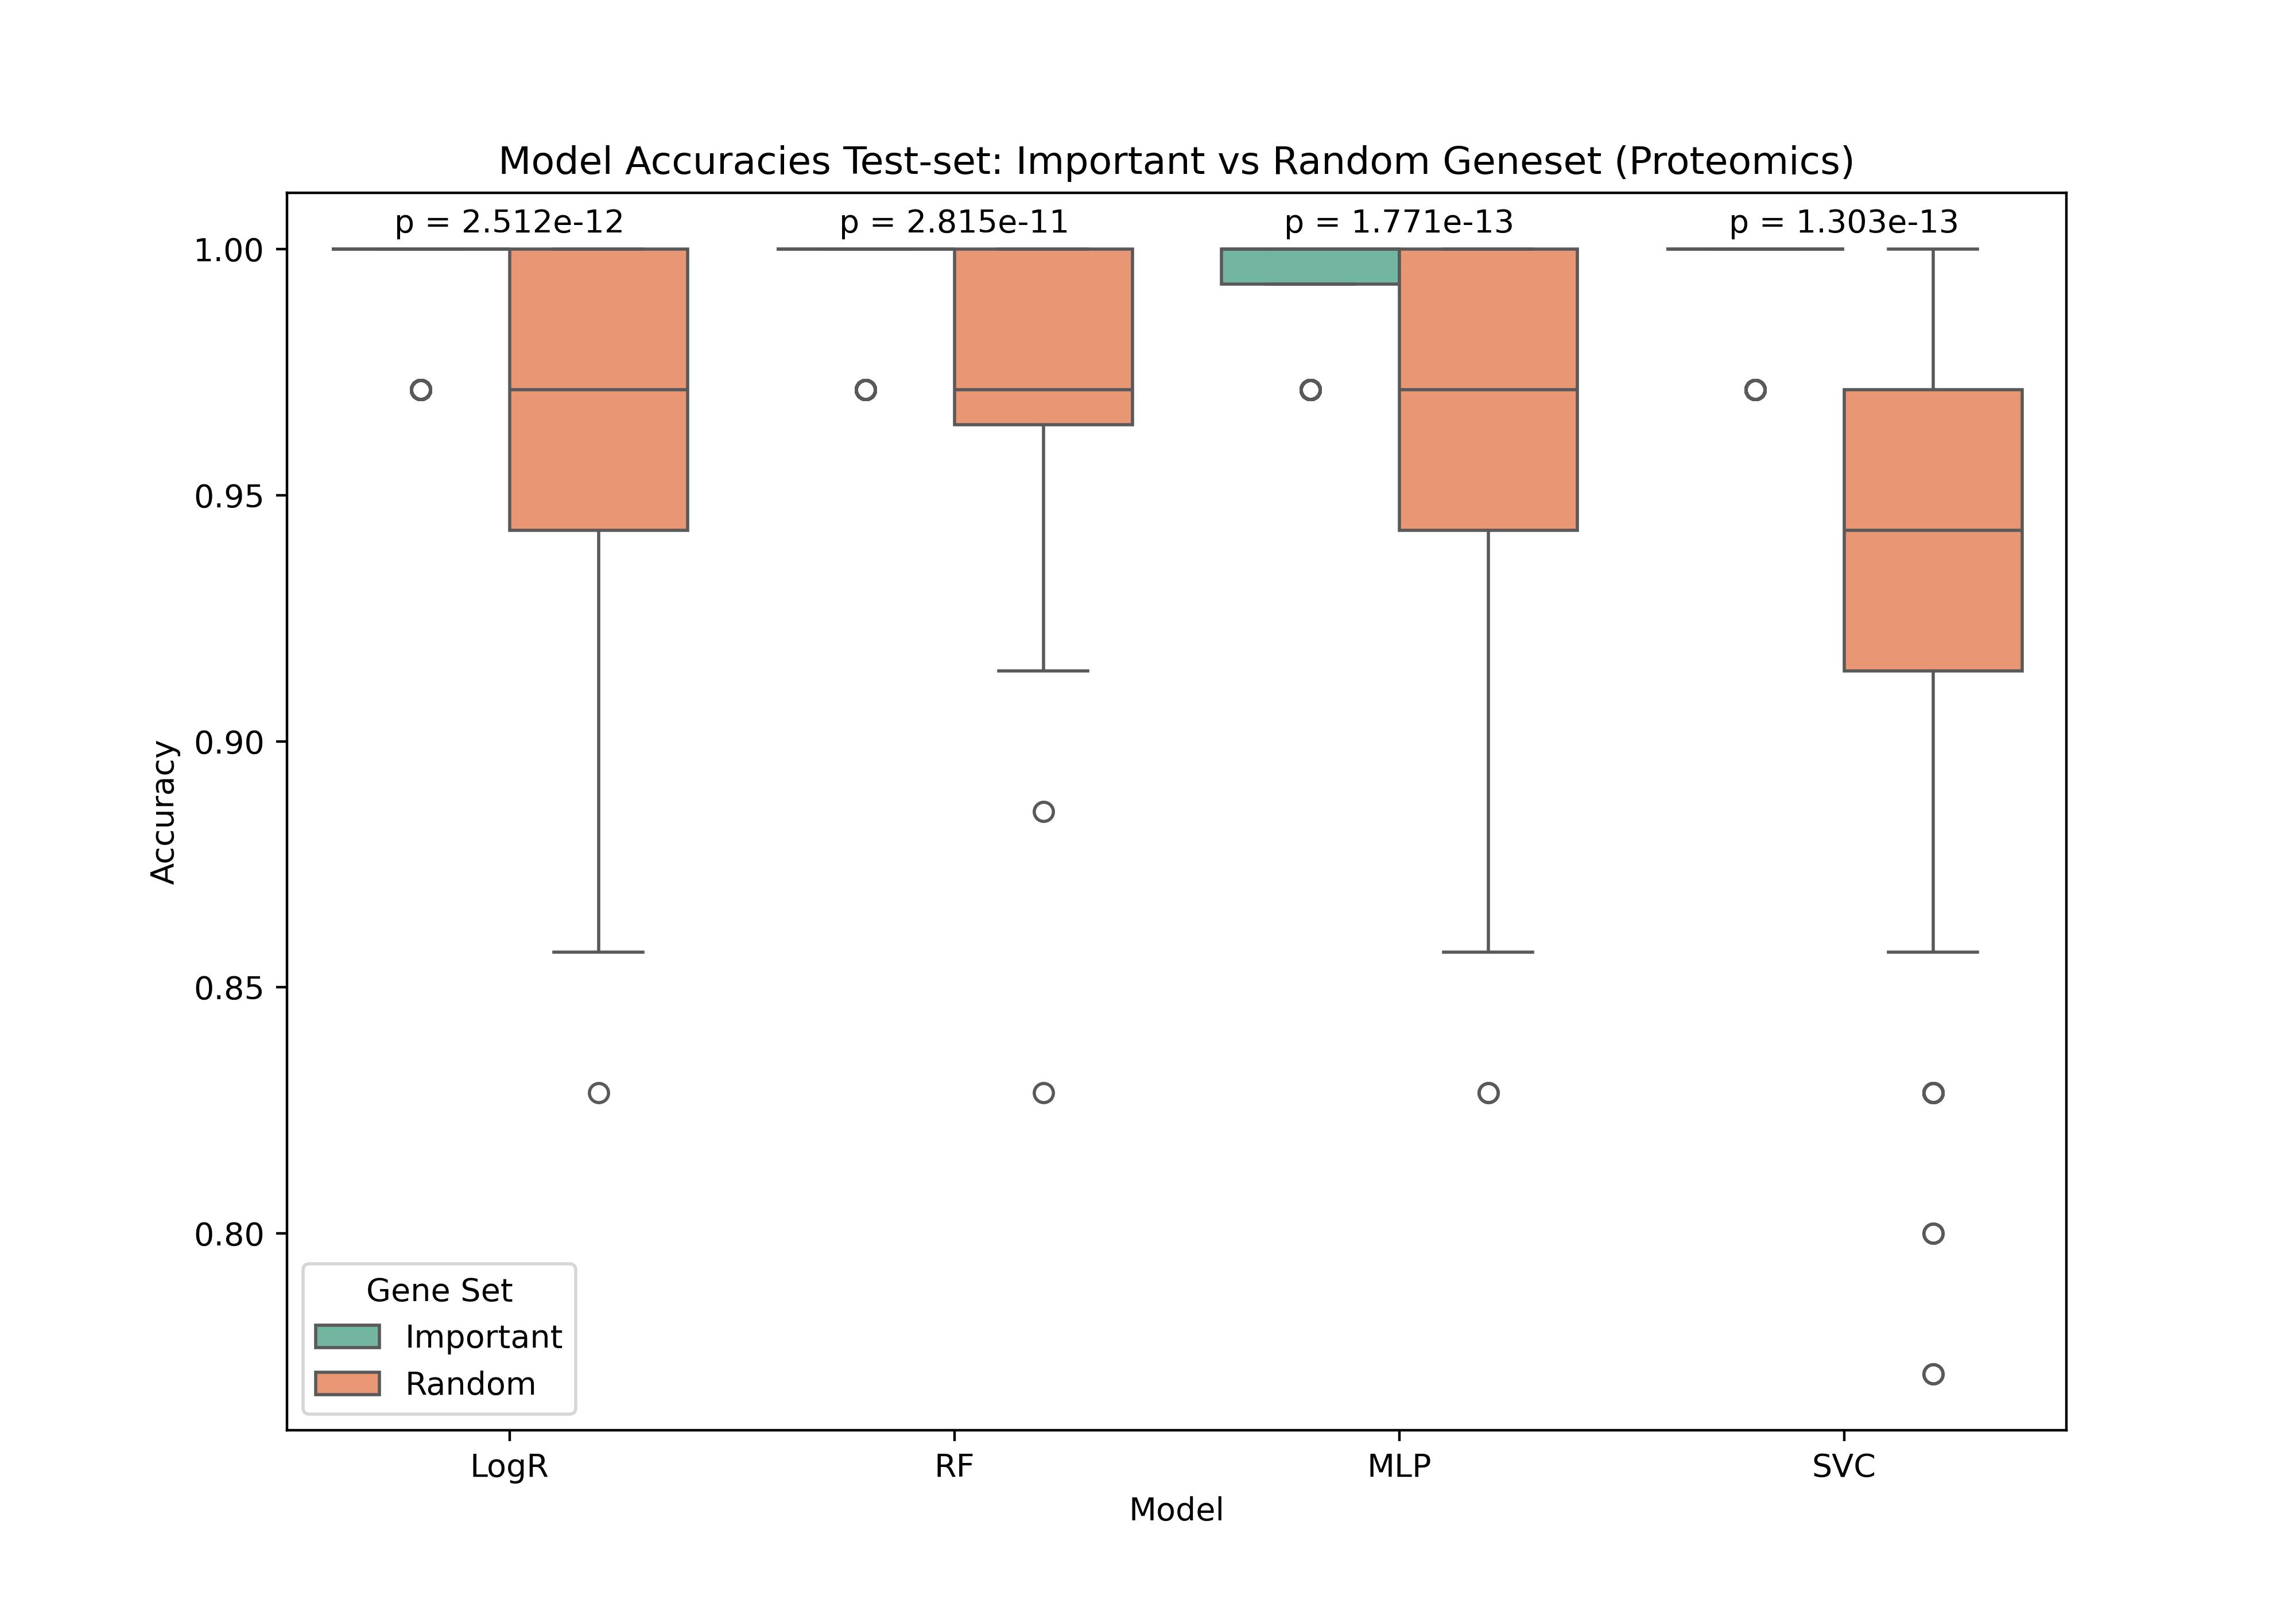 Model Accuracies Test-set: Important vs Random Geneset (Proteomics)
p = 2.512e-12
p = 2.815e-11
p = 1.771e-13
p = 1.303e-13
1.00
0.95
0.90
0.85
0.80
Accuracy
Gene Set
Important
Random
LogR
RF
MLP
SVC
Model